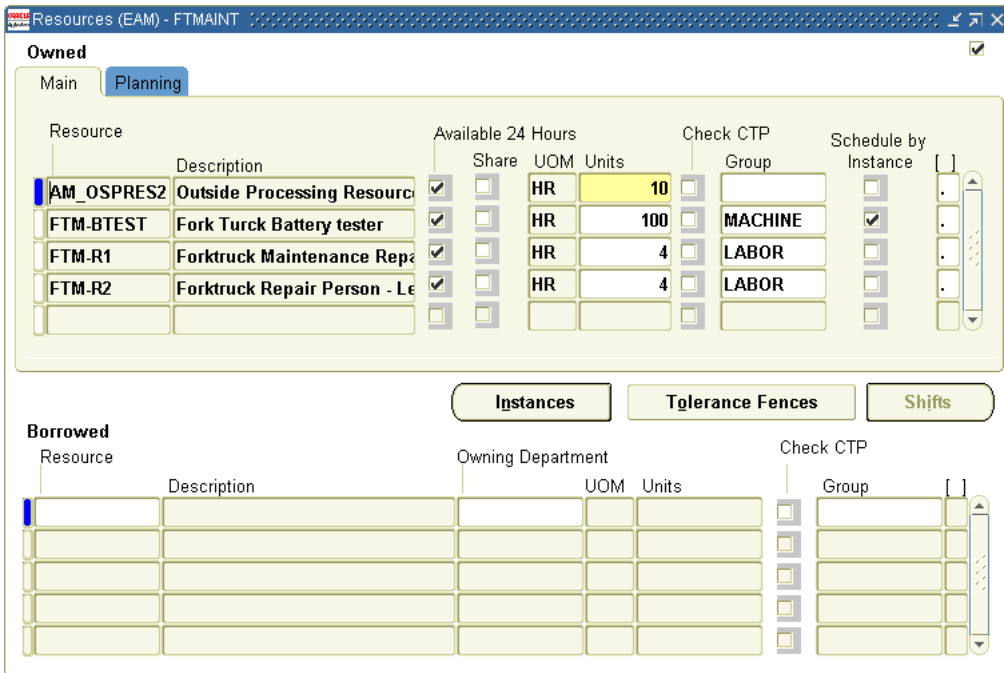 Resources (EAM) - FTMAINT
Owned
Main Planning
Resource Available 24 Hours Check CTP Schedule by
Description Share UOM Units Group Instance [ ]
AM_OSPRES2 Outside Processing Resourc HR 10 .
FTM-BTEST Fork Turck Battery tester HR 100 MACHINE .
FTM-R1 Forktruck Maintenance Repa HR 4 LABOR .
FTM-R2 Forktruck Repair Person - Le HR 4 LABOR .
Instances Tolerance Fences Shifts
Borrowed
Resource Owning Department Check CTP
Description UOM Units Group [ ]